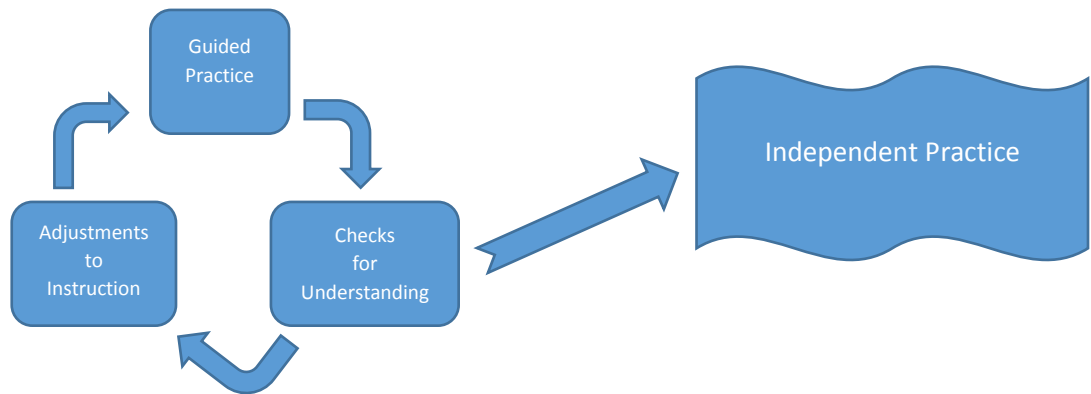 Guided
Practice
Independent Practice
Adjustments
to
Instruction
Checks
for
Understanding